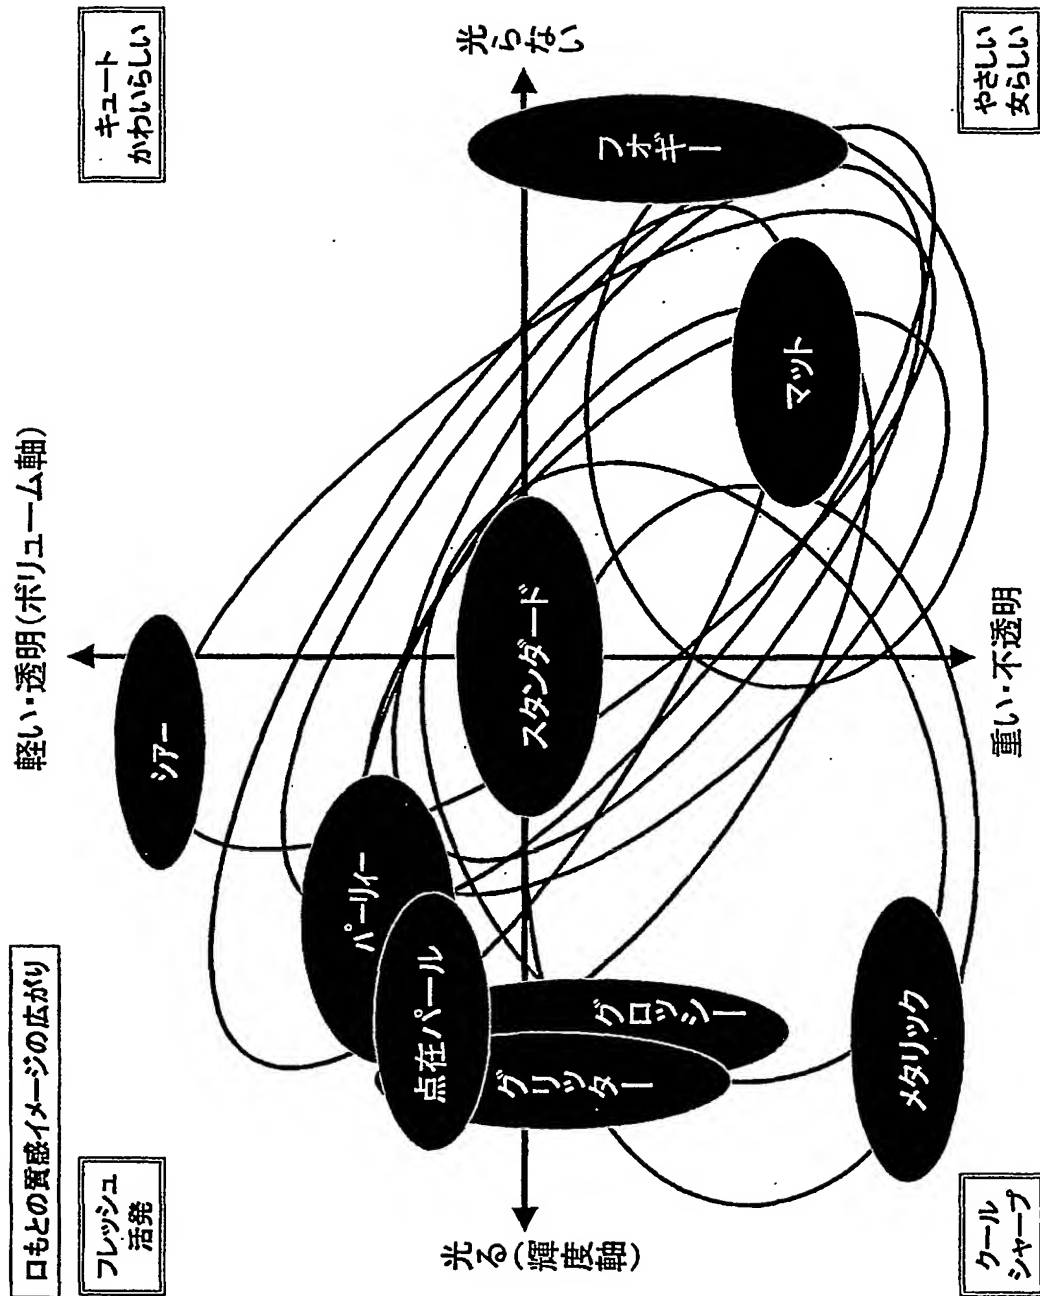 口もとの質感イメージの広がり
フレッシュ
活発
軽い・透明(ボリューム軸)
キュート
かわいらしい
シアー
パーリィー
点在パール
グリッター
グロッシー
スタンダード
フォギー
マット
メタリック
光る(輝度軸)
光らない
クール
シャープ
重い・不透明
やさしい
女らしい